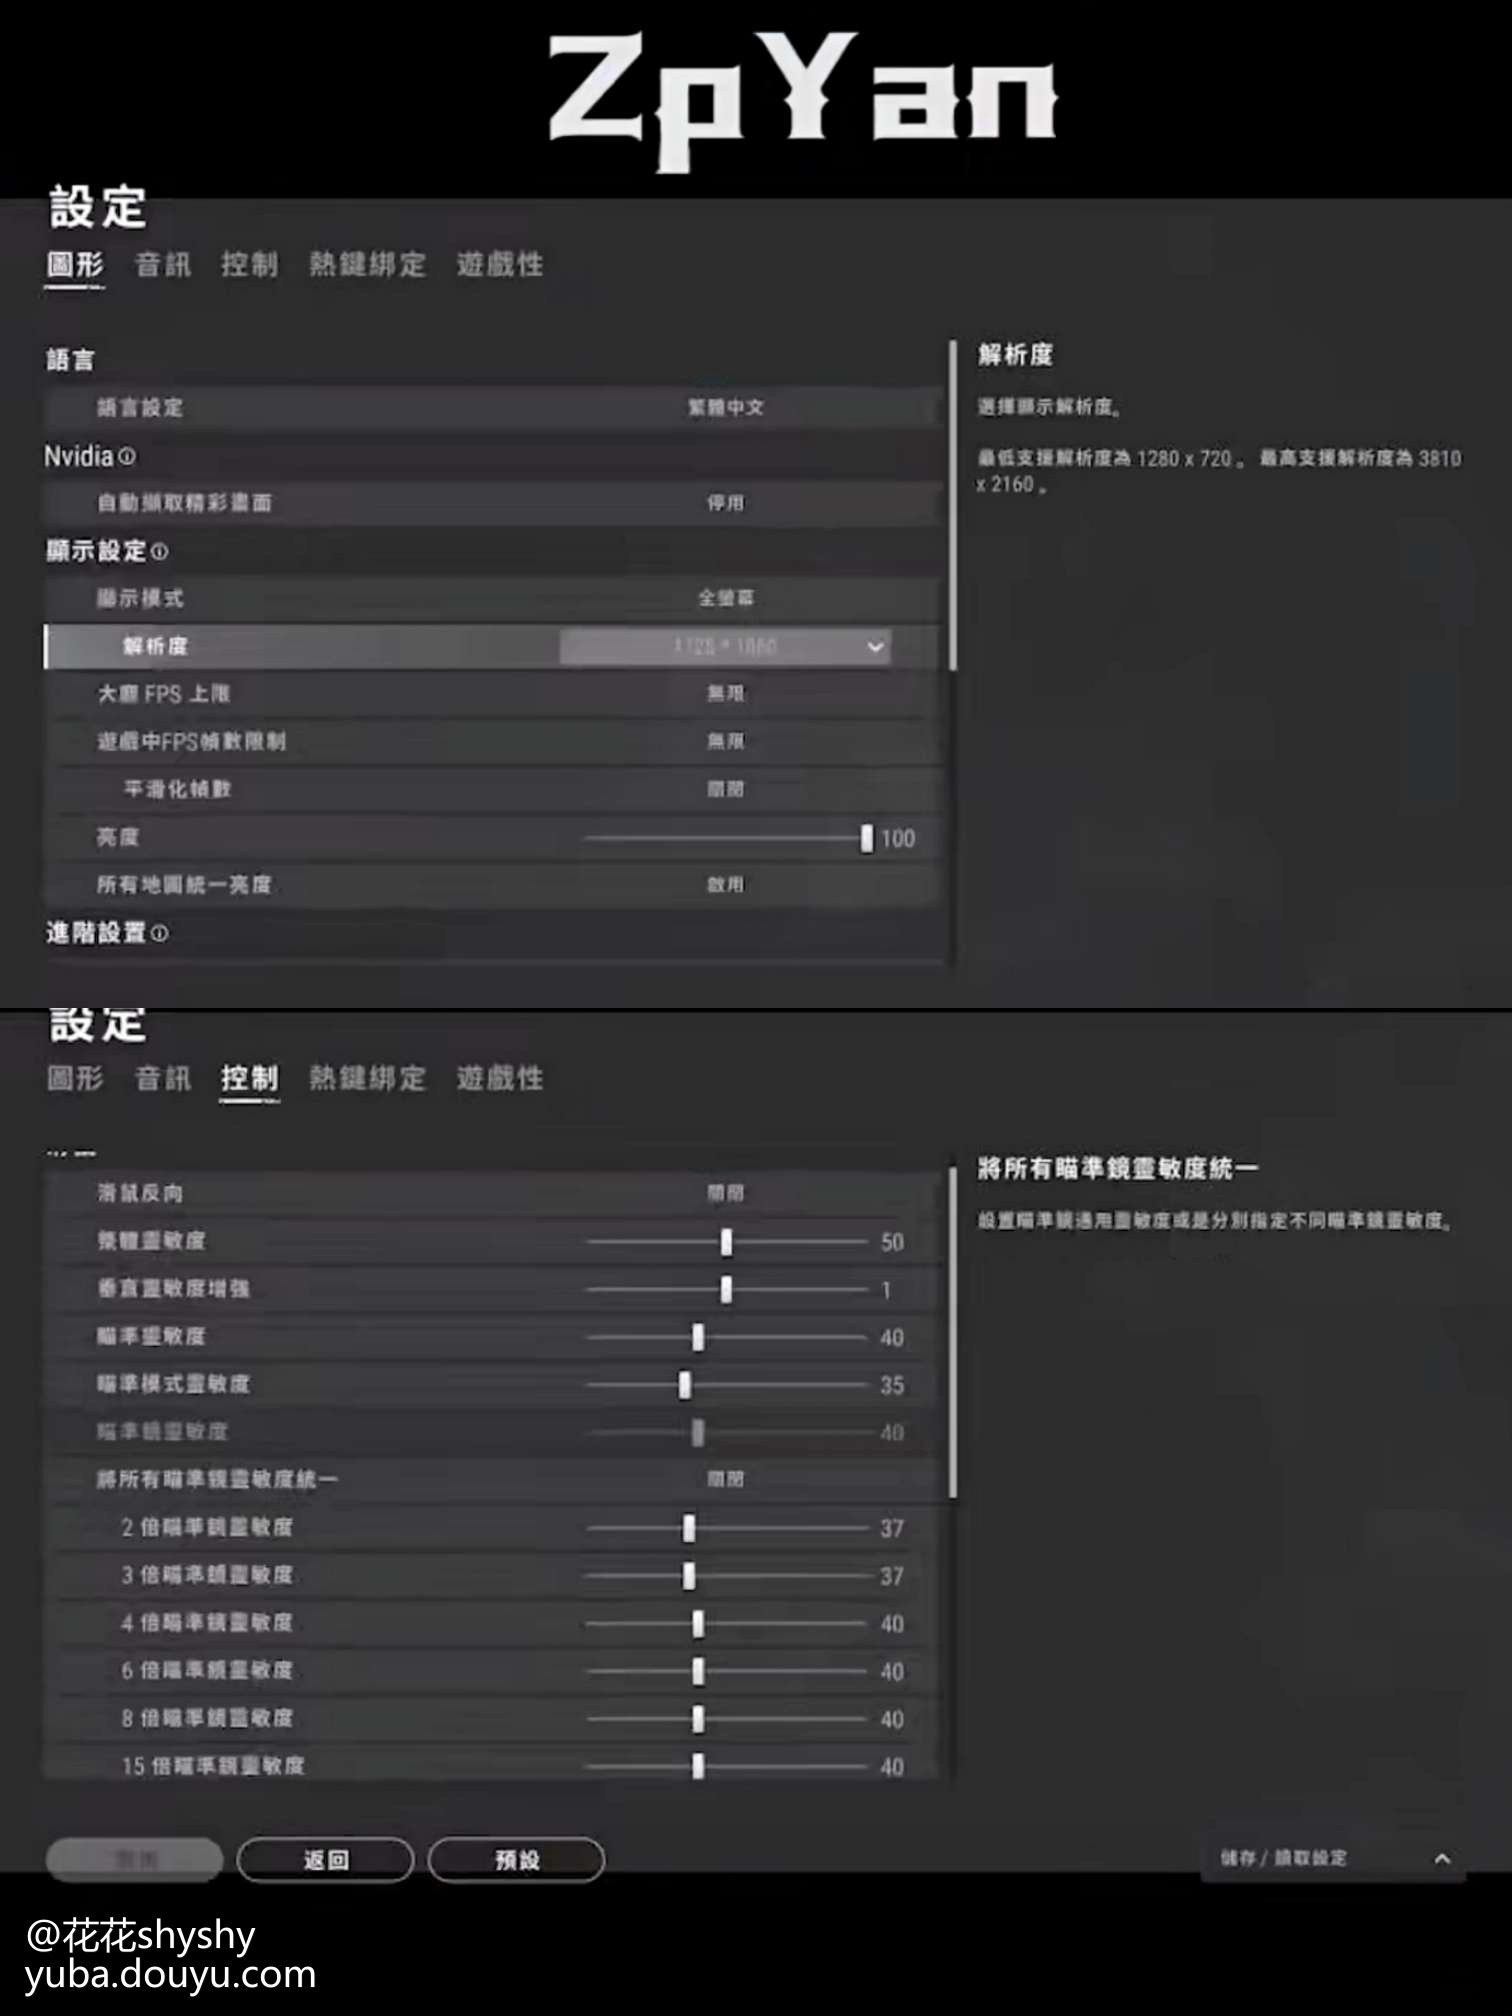 ZpYan
設定
圖形 音訊 控制 熱鍵綁定 遊戲性
語言
語言設定 繁體中文
Nvidia
自動擷取精彩畫面 停用
顯示設定
顯示模式 全螢幕
解析度
大廳 FPS 上限 無限
遊戲中FPS幀數限制 無限
平滑化幀數 關閉
亮度 100
所有地圖統一亮度 啟用
進階設置
解析度
選擇顯示解析度。
最低支援解析度為 1280 x 720 。 最高支援解析度為 3810
x 2160 。
設定
圖形 音訊 控制 熱鍵綁定 遊戲性
滑鼠反向 關閉
整體靈敏度 50
垂直靈敏度增強 1
瞄準靈敏度 40
瞄準模式靈敏度 35
瞄準鏡靈敏度 40
將所有瞄準鏡靈敏度統一 關閉
2 倍瞄準鏡靈敏度 37
3 倍瞄準鏡靈敏度 37
4 倍瞄準鏡靈敏度 40
6 倍瞄準鏡靈敏度 40
8 倍瞄準鏡靈敏度 40
15 倍瞄準鏡靈敏度 40
將所有瞄準鏡靈敏度統一
設置瞄準鏡通用靈敏度或是分別指定不同瞄準鏡靈敏度。
返回 預設
儲存 / 讀取設定
@花花shyshy
yuba.douyu.com